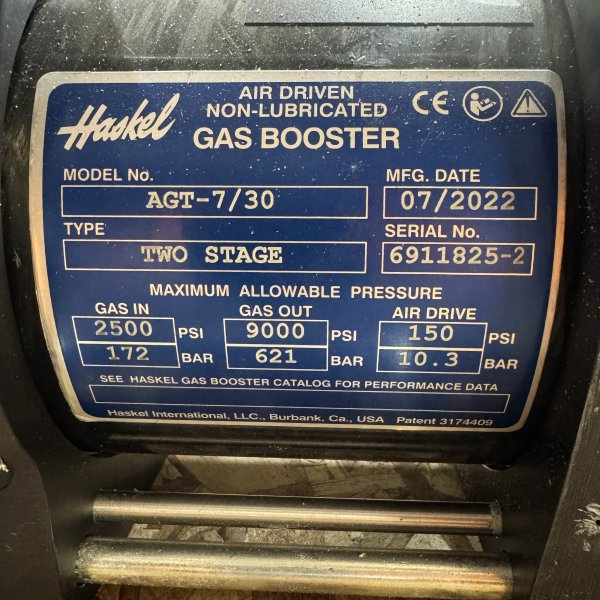 Haskel
AIR DRIVEN
NON-LUBRICATED
GAS BOOSTER
CE
MODEL No.
AGT-7/30
MFG. DATE
07/2022
TYPE
TWO STAGE
SERIAL No.
6911825-2
MAXIMUM ALLOWABLE PRESSURE
GAS IN GAS OUT AIR DRIVE
2500 PSI 9000 PSI 150 PSI
172 BAR 621 BAR 10.3 BAR
SEE HASKEL GAS BOOSTER CATALOG FOR PERFORMANCE DATA
Haskel International, LLC., Burbank, Ca., USA Patent 3174409